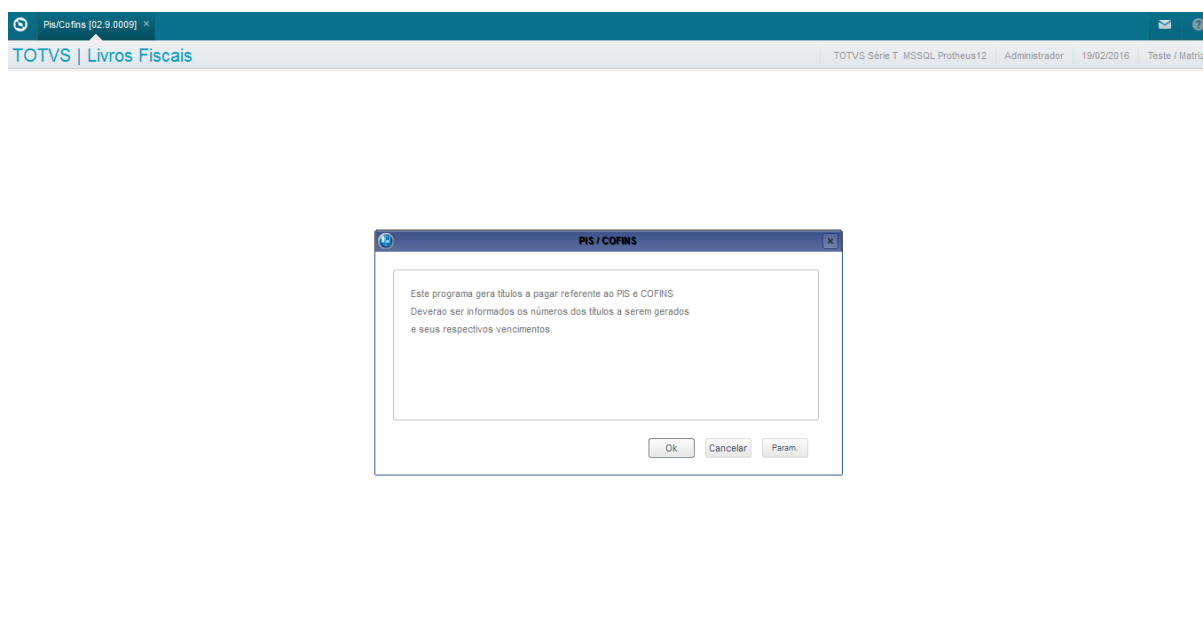 Pis/Cofins [02.9.0009] ×
TOTVS | Livros Fiscais
TOTVS Série T MSSQL Protheus12
Administrador
19/02/2016
Teste / Matriz
PIS / COFINS
Este programa gera títulos a pagar referente ao PIS e COFINS
Deverao ser informados os números dos títulos a serem gerados
e seus respectivos vencimentos.
Ok
Cancelar
Param.